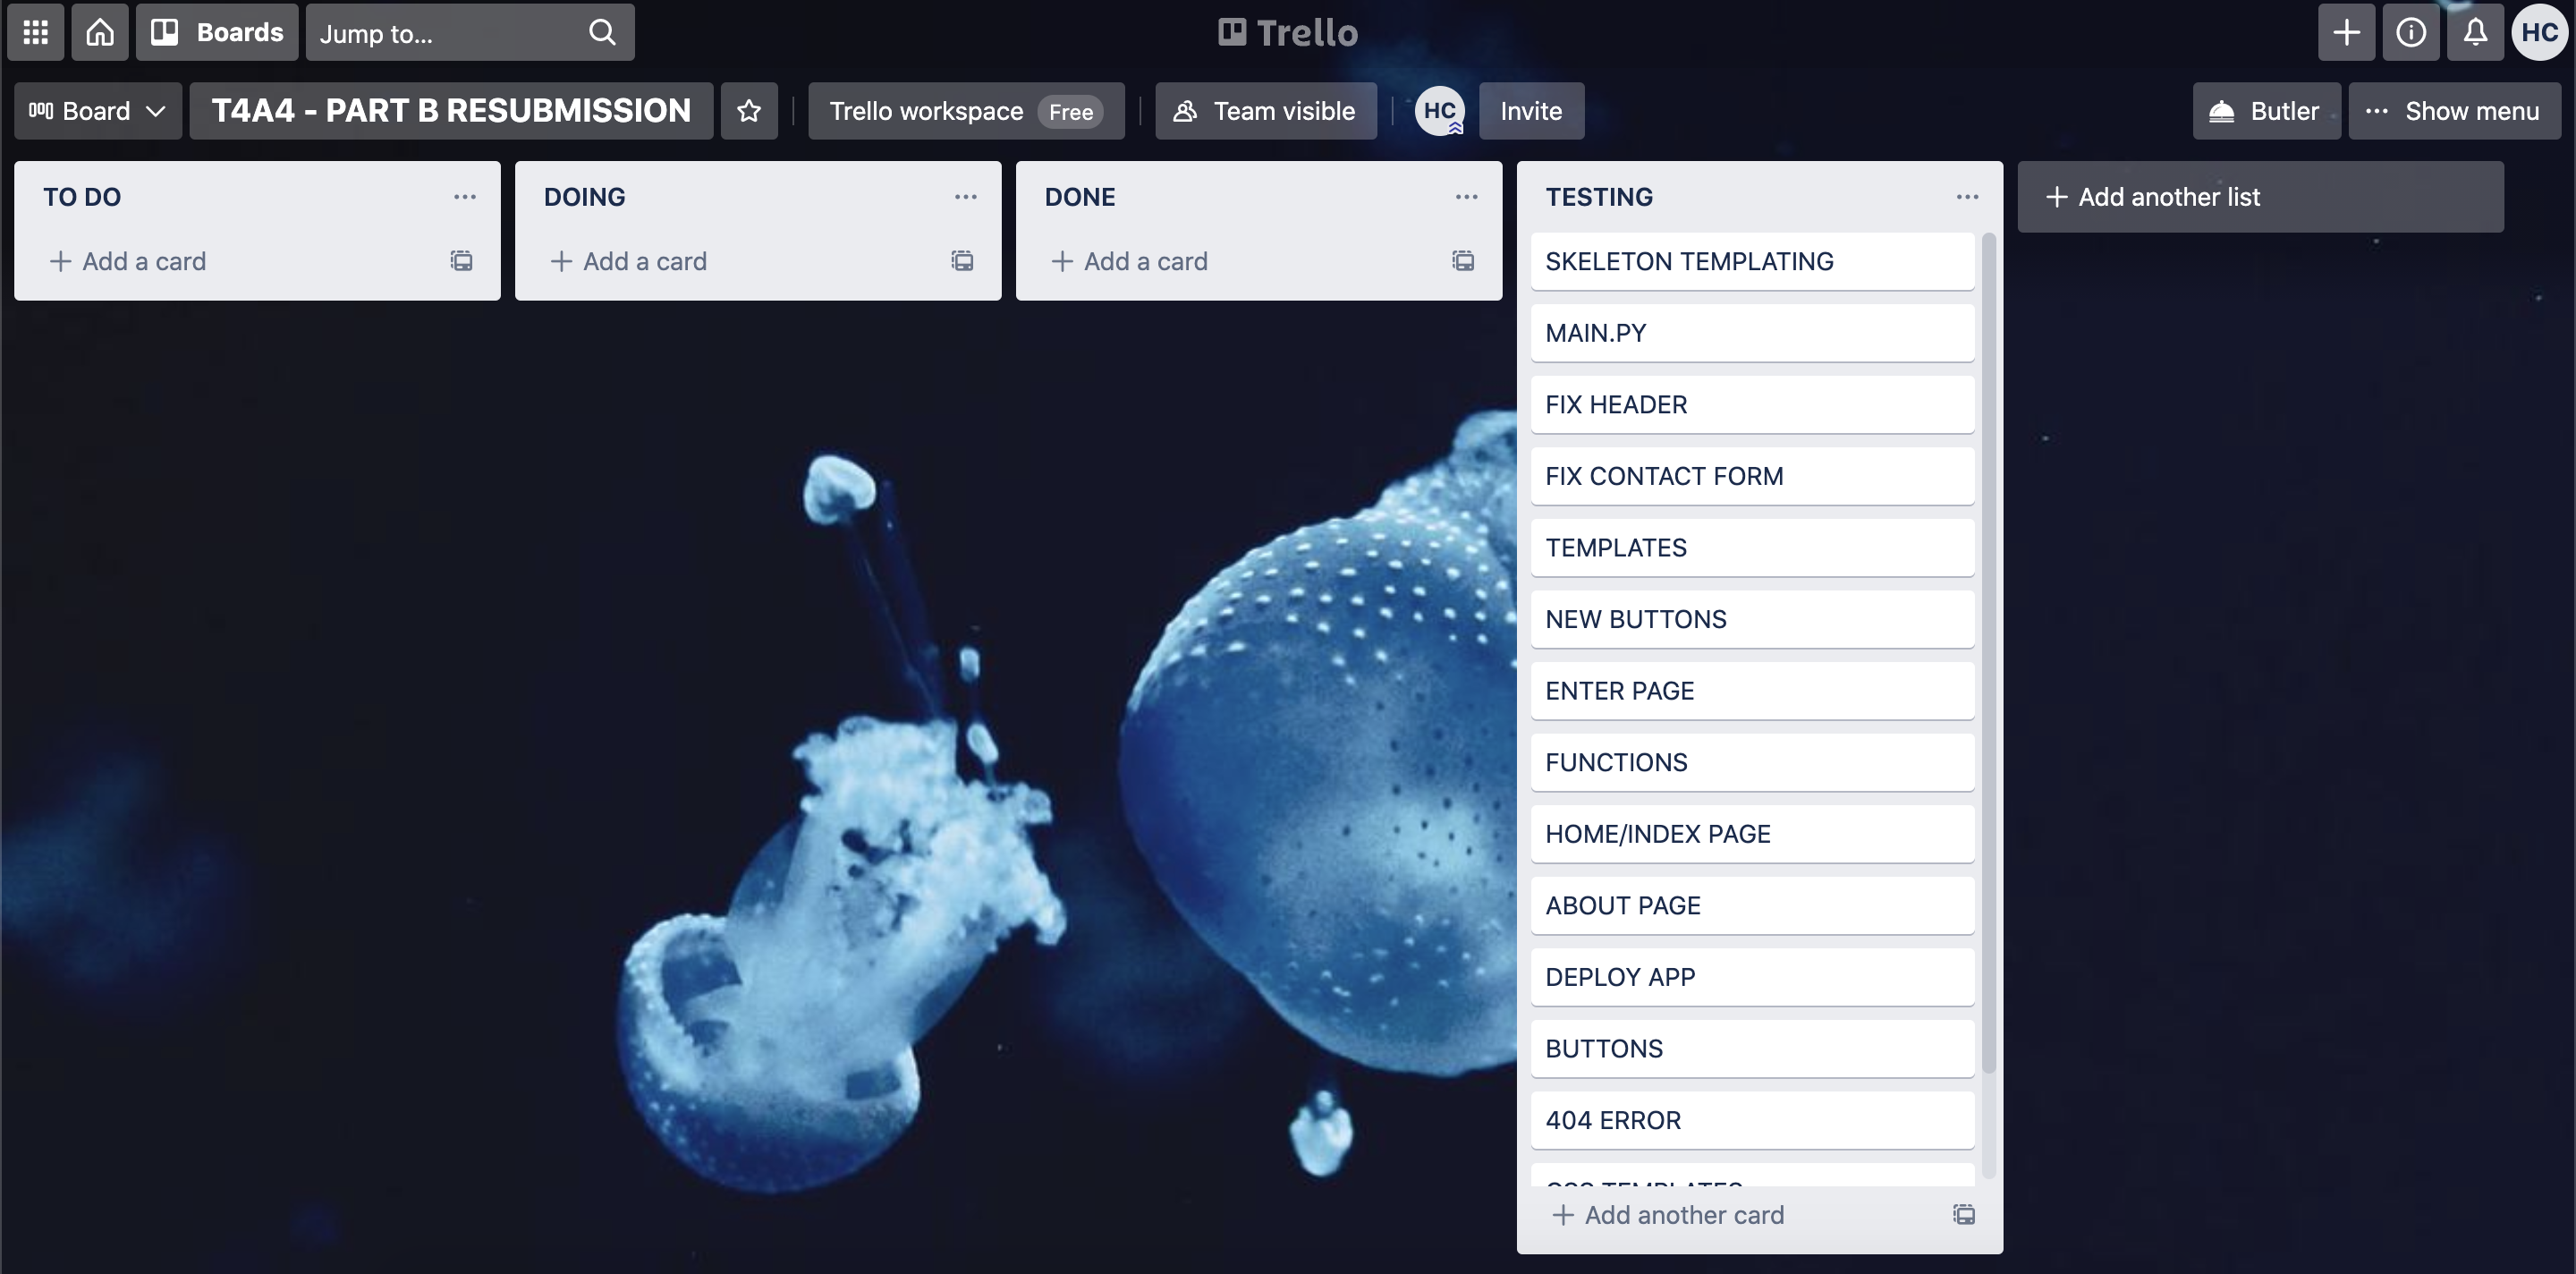 Boards
Jump to...
Trello
HC
Board
T4A4 - PART B RESUBMISSION
Trello workspace Free
Team visible
HC
Invite
Butler
... Show menu
TO DO
+ Add a card
DOING
+ Add a card
DONE
+ Add a card
TESTING
SKELETON TEMPLATING
MAIN.PY
FIX HEADER
FIX CONTACT FORM
TEMPLATES
NEW BUTTONS
ENTER PAGE
FUNCTIONS
HOME/INDEX PAGE
ABOUT PAGE
DEPLOY APP
BUTTONS
404 ERROR
+ Add another card
+ Add another list